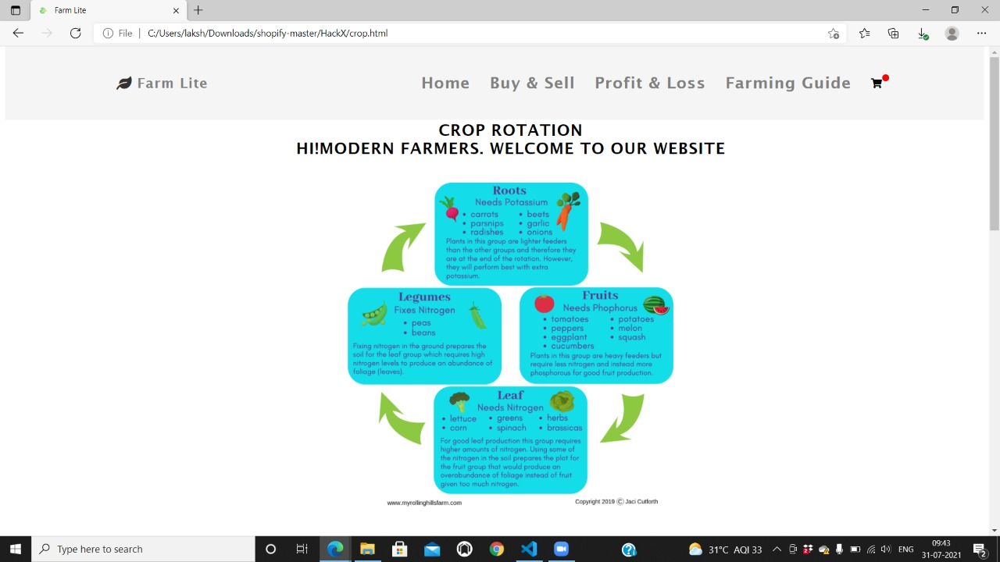 Farm Lite
File | C:/Users/laksh/Downloads/shopify-master/HackX/crop.html
Farm Lite Home Buy & Sell Profit & Loss Farming Guide
CROP ROTATION
HI!MODERN FARMERS. WELCOME TO OUR WEBSITE
Roots
Needs Potassium
• carrots • beets
• parsnips • garlic
• radishes • onions
Plants in this group are lighter feeders
than the other groups and therefore they
are at the end of the rotation. However,
they will perform best with extra
potassium.
Legumes
Fixes Nitrogen
• peas
• beans
Fixing nitrogen in the ground prepares the
soil for the leaf group which requires high
nitrogen levels to produce an abundance of
foliage (leaves).
Fruits
Needs Phophorus
• tomatoes • potatoes
• peppers • melon
• eggplant • squash
• cucumbers
Plants in this group are heavy feeders but
require less nitrogen and instead more
phosphorous for good fruit production.
Leaf
Needs Nitrogen
• lettuce • greens • herbs
• corn • spinach • brassicas
For good leaf production this group requires
higher amounts of nitrogen. Using some of
the nitrogen in the soil prepares the plot for
the fruit group that would produce an
overabundance of foliage instead of fruit
given too much nitrogen.
www.myrollinghillsfarm.com Copyright 2019 Ⓒ Jaci Cutforth
Type here to search
31°C AQI 33 ENG
09:43
31-07-2021
2